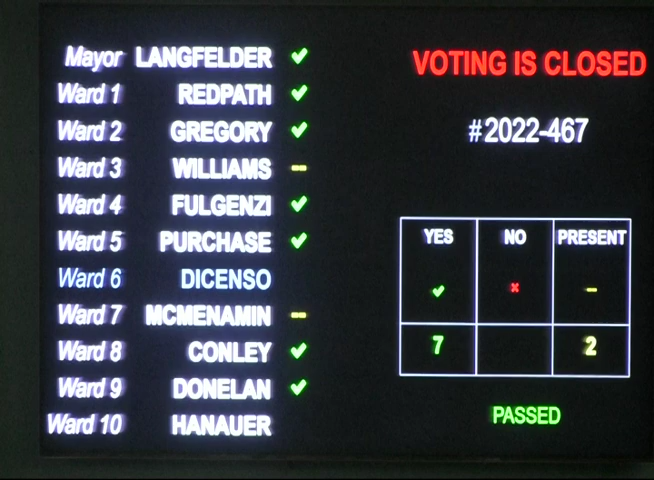 Mayor LANGFELDER ✓
Ward 1 REDPATH ✓
Ward 2 GREGORY ✓
Ward 3 WILLIAMS --
Ward 4 FULGENZI ✓
Ward 5 PURCHASE ✓
Ward 6 DICENSO
Ward 7 MCMENAMIN --
Ward 8 CONLEY ✓
Ward 9 DONELAN ✓
Ward 10 HANAUER
VOTING IS CLOSED
#2022-467
YES NO PRESENT
✓ × --
7 2
PASSED